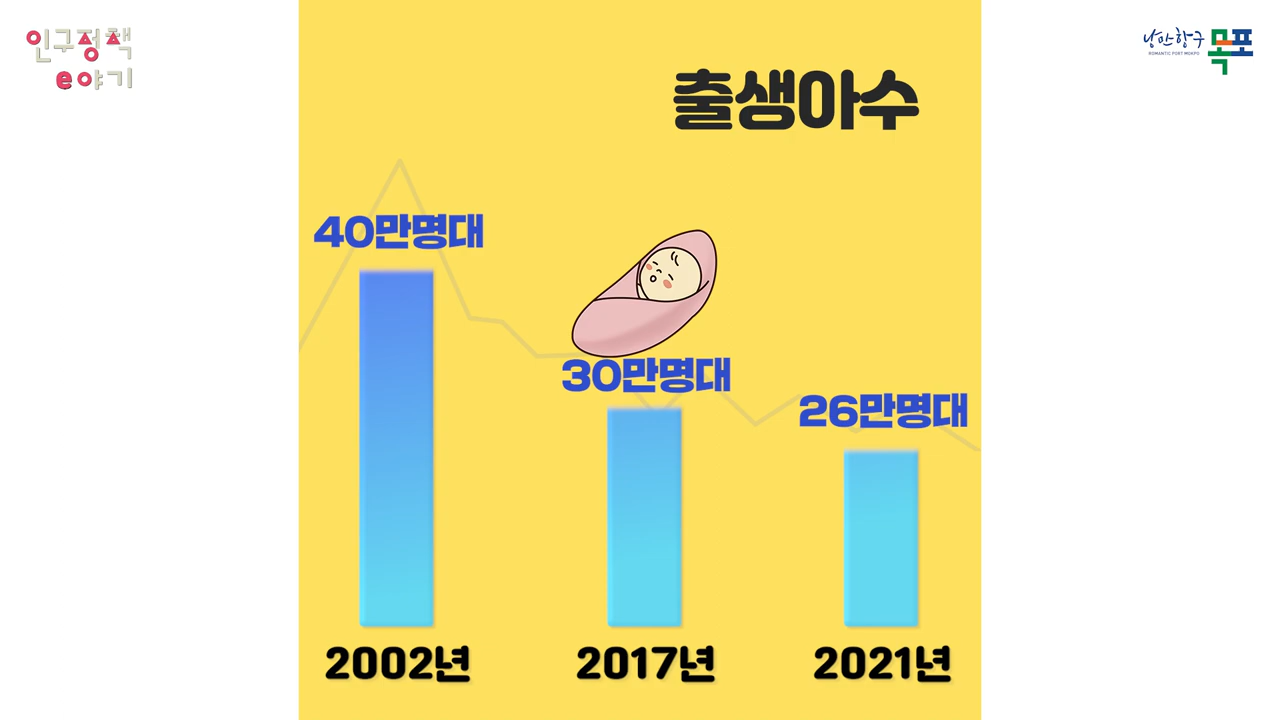 인구정책
e야기
낭만항구
ROMANTIC PORT MOKPO
목포
출생아수
40만명대
30만명대
26만명대
2002년
2017년
2021년